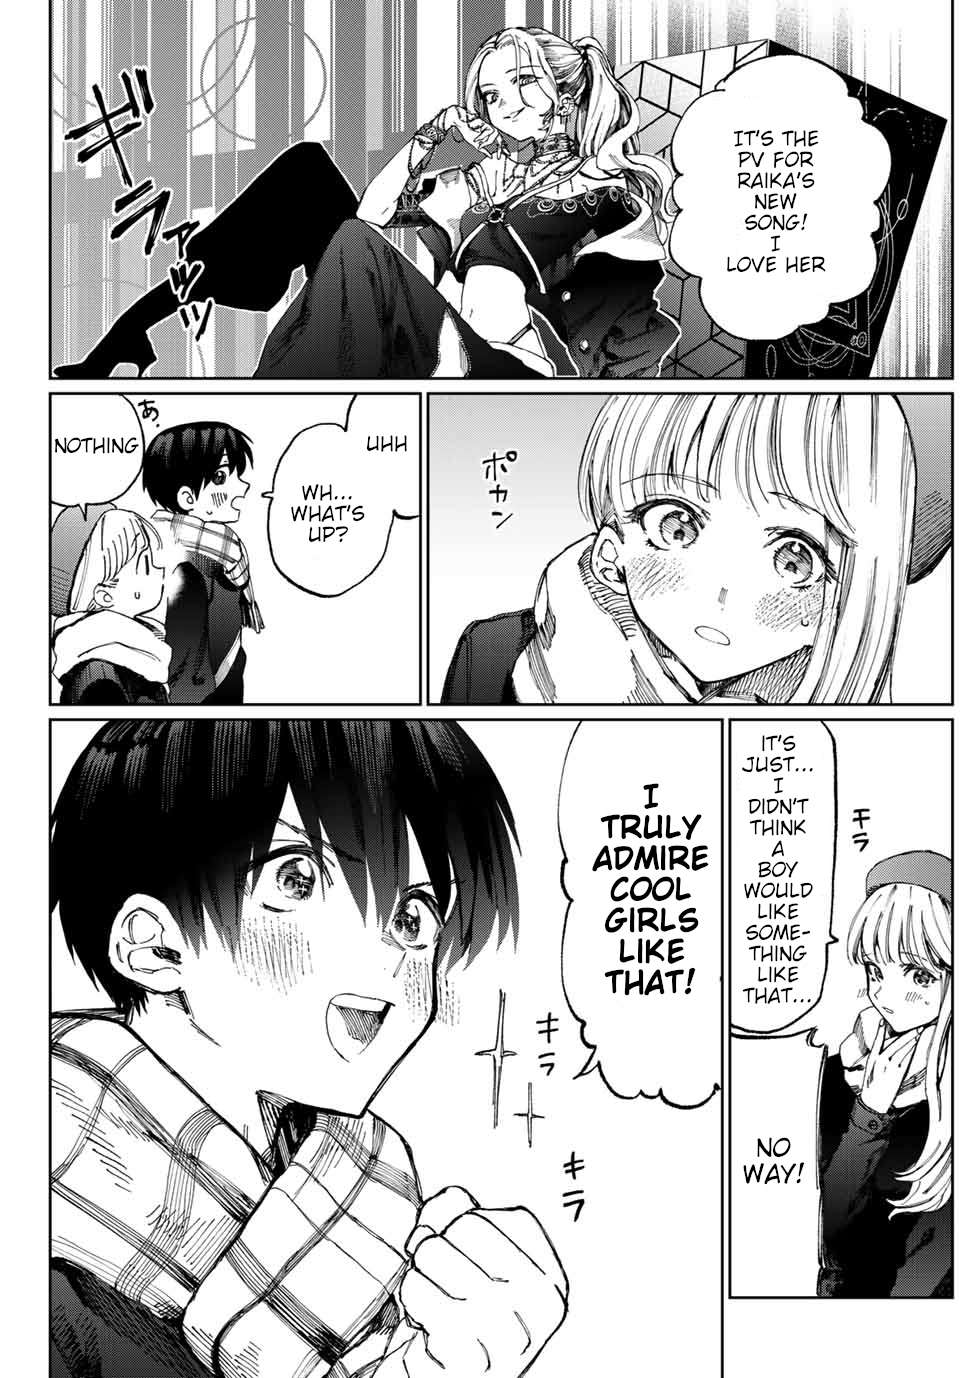 IT'S THE
PV FOR
RAIKA'S
NEW
SONG!
I
LOVE HER
ギラァッッ
ポカン
UHH
WH...
WHAT'S
UP?
あ、
NOTHING
IT'S
JUST...
I
DIDN'T
THINK
A
BOY
WOULD
LIKE
SOME-
THING
LIKE
THAT...
モラ
NO
WAY!
I
TRULY
ADMIRE
COOL
GIRLS
LIKE
THAT!
キラ
キラ